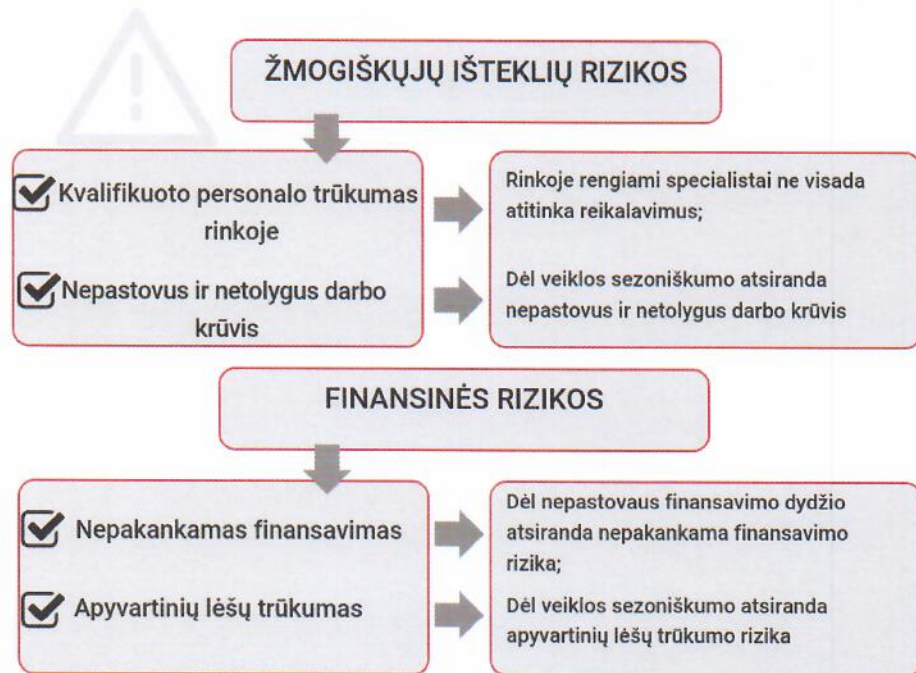 ŽMOGIŠKŲJŲ IŠTEKLIŲ RIZIKOS
Kvalifikuoto personalo trūkumas
rinkoje
Rinkoje rengiami specialistai ne visada
atitinka reikalavimus;
Nepastovus ir netolygus darbo
krūvis
Dėl veiklos sezoniškumo atsiranda
nepastovus ir netolygus darbo krūvis
FINANSINĖS RIZIKOS
Nepakankamas finansavimas
Dėl nepastovaus finansavimo dydžio
atsiranda nepakankama finansavimo
rizika;
Apyvartinių lėšų trūkumas
Dėl veiklos sezoniškumo atsiranda
apyvartinių lėšų trūkumo rizika